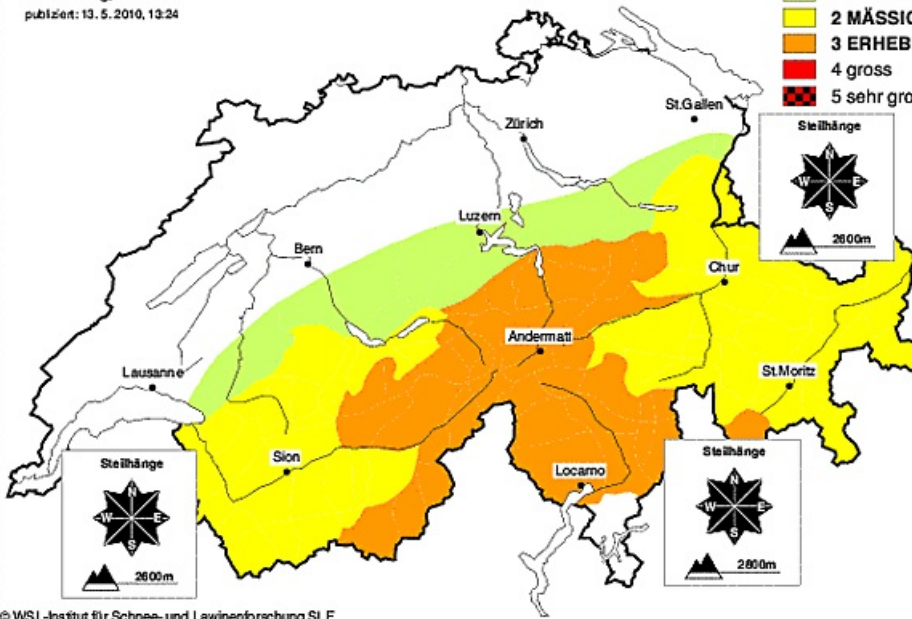 publiziert: 13. 5. 2010, 13:24
2 MÄSSIG
3 ERHEB
4 gross
5 sehr gro
St.Gallen
Zürich
Steilhänge
N
W E
S
2600m
Luzern
Bern
Chur
Andermatt
Lausanne
St.Moritz
Sion
Locarno
Steilhänge
N
W E
S
2600m
Steilhänge
N
W E
S
2800m
© WSL-Institut für Schnee- und Lawinenforschung SLF